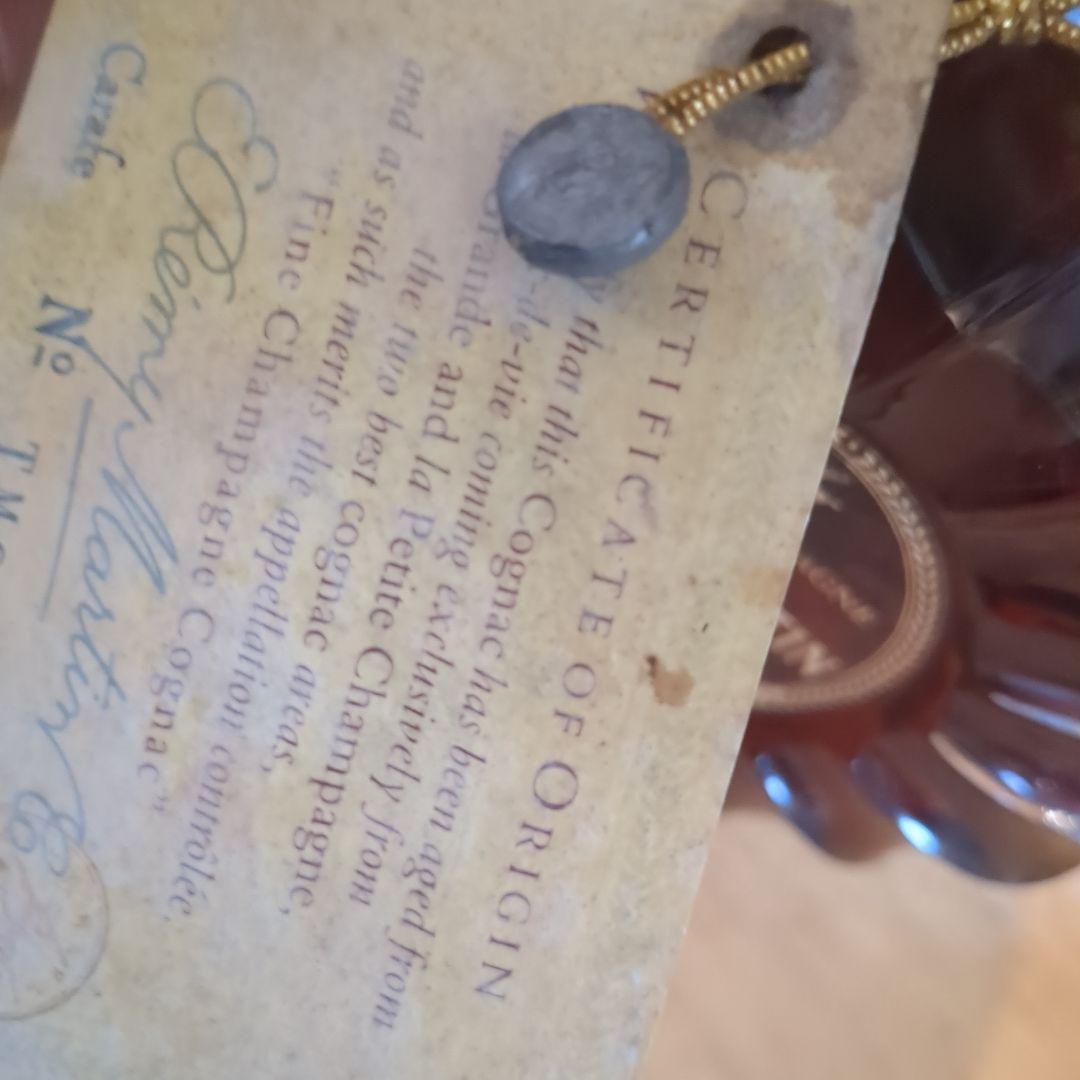 CERTIFICATE OF ORIGIN
that this Cognac has been aged from
-de-vie coming exclusively from
Grande and la Petite Champagne,
the two best cognac areas,
and as such merits the appellation contrôlée,
"Fine Champagne Cognac"
E Rémy Martin & Co
Carafe Nº